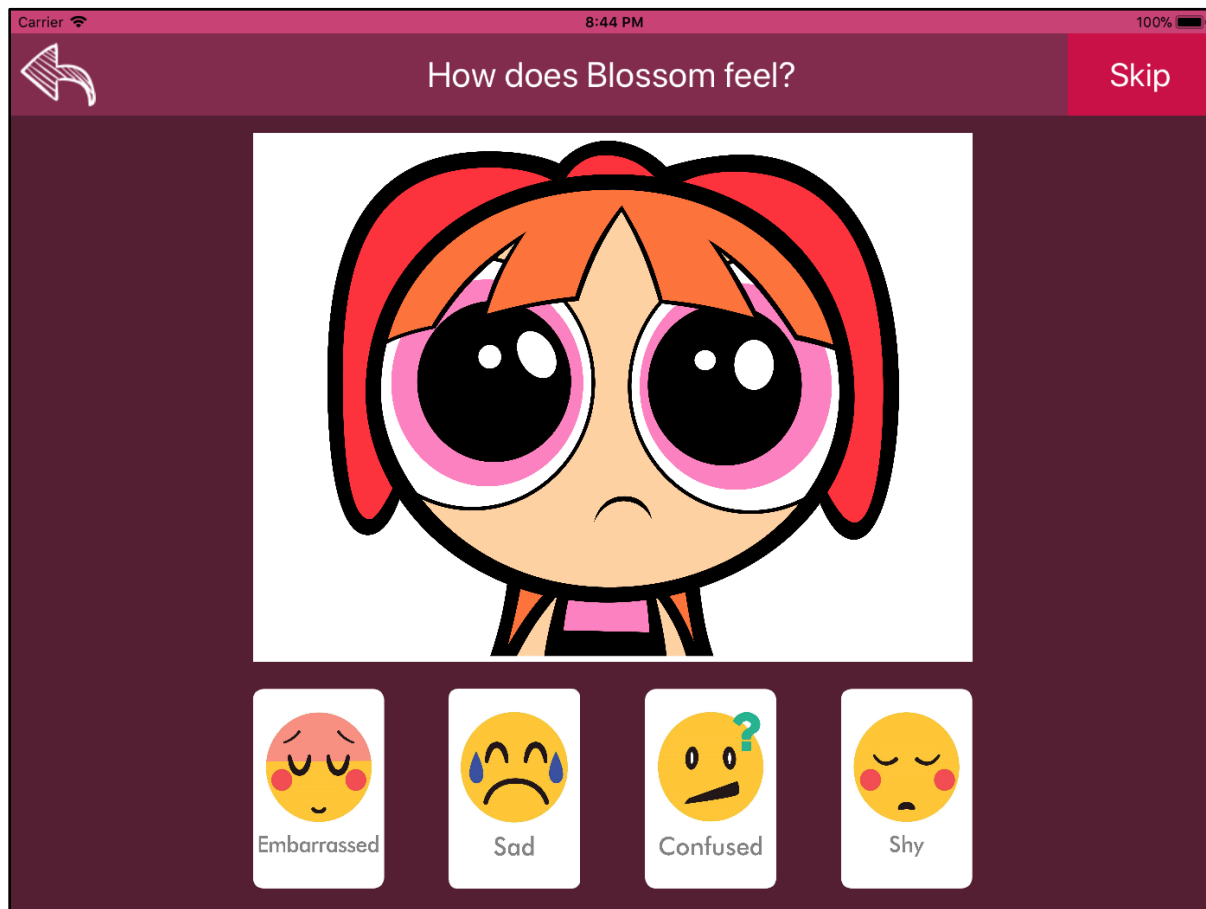 Carrier
8:44 PM
100%
How does Blossom feel?
Skip
?
Embarrassed
Sad
Confused
Shy